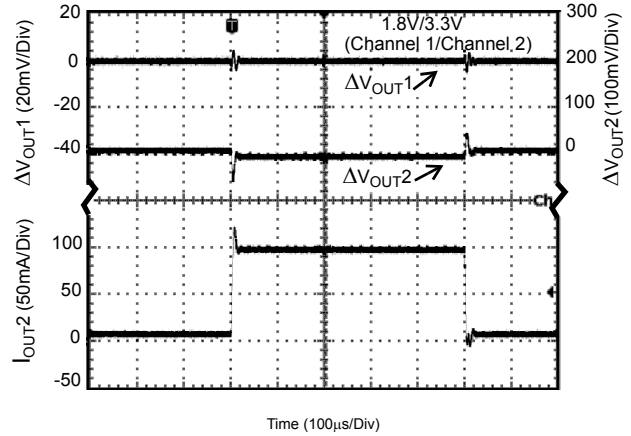 20
0
-20
-40
ΔVOUT1 (20mV/Div)
1.8V/3.3V
(Channel 1/Channel 2)
ΔVOUT1
ΔVOUT2
300
200
100
0
ΔVOUT2 (100mV/Div)
T
Ch
100
50
0
-50
IOUT2 (50mA/Div)
Time (100μs/Div)